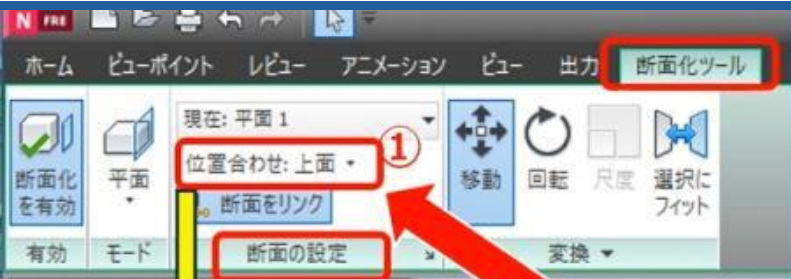 N FRE
ホーム ビューポイント レビュー アニメーション ビュー 出力 断面化ツール
現在: 平面 1
位置合わせ: 上面
①
断面をリンク
断面化
を有効
平面
移動
回転
尺度
選択に
フィット
有効 モード 断面の設定 変換